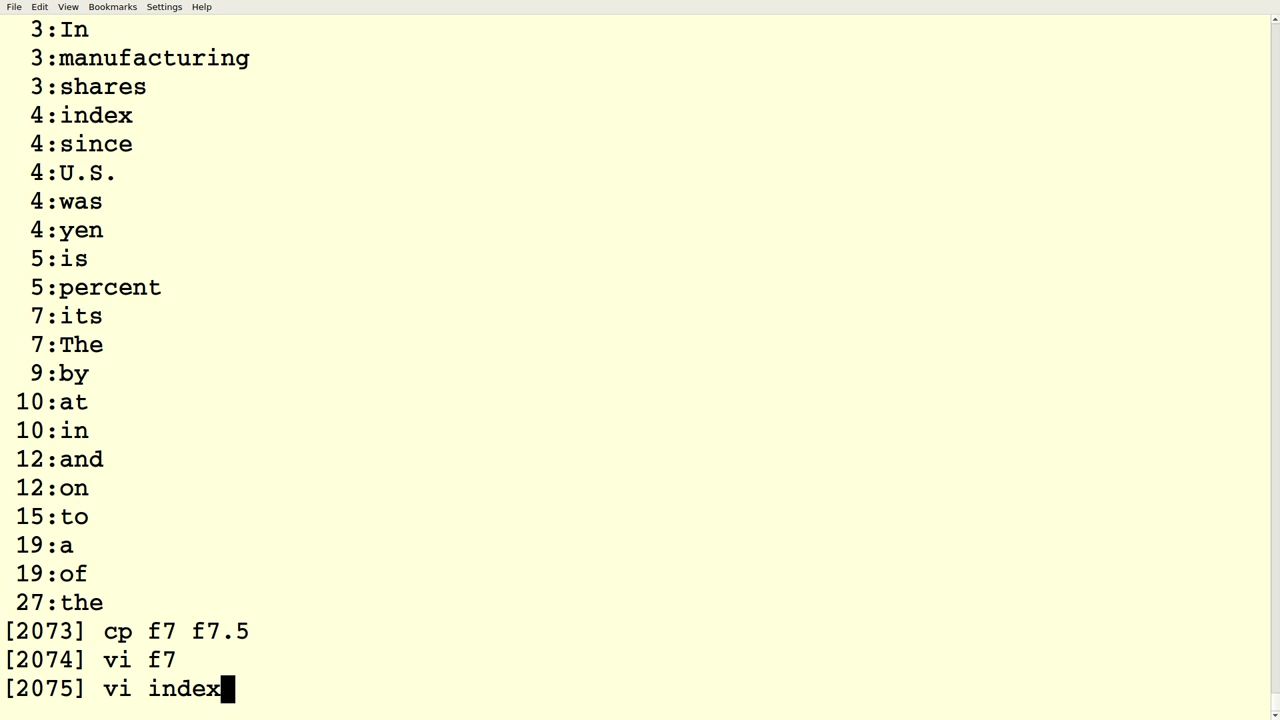 File Edit View Bookmarks Settings Help
3:In
3:manufacturing
3:shares
4:index
4:since
4:U.S.
4:was
4:yen
5:is
5:percent
7:its
7:The
9:by
10:at
10:in
12:and
12:on
15:to
19:a
19:of
27:the
[2073] cp f7 f7.5
[2074] vi f7
[2075] vi index